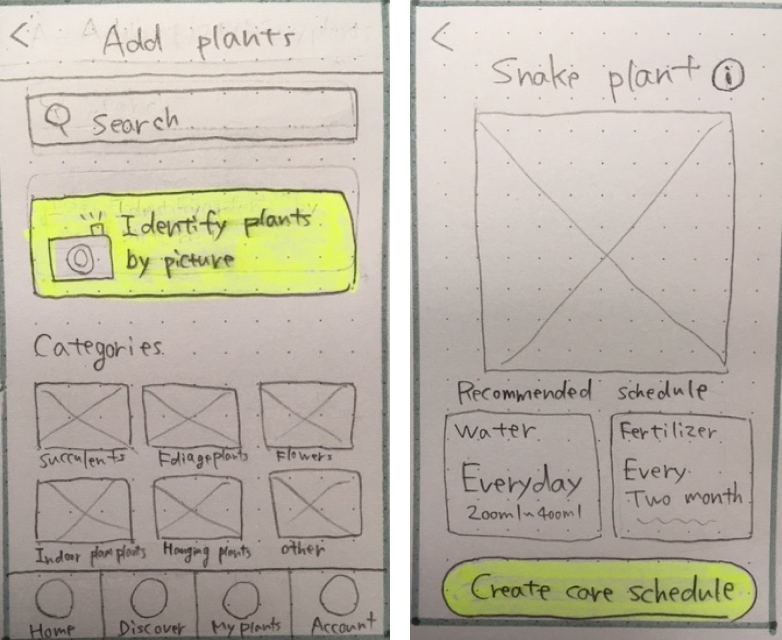 < Add plants
Search
Identify plants
by picture
Categories
Succulents Foliage plants Flowers
Indoor plants Hanging plants other
Home Discover My plants Account
<
Snake plant i
Recommended schedule
Water
Everyday
200ml~400ml
Fertilizer
Every
Two month
Create care schedule